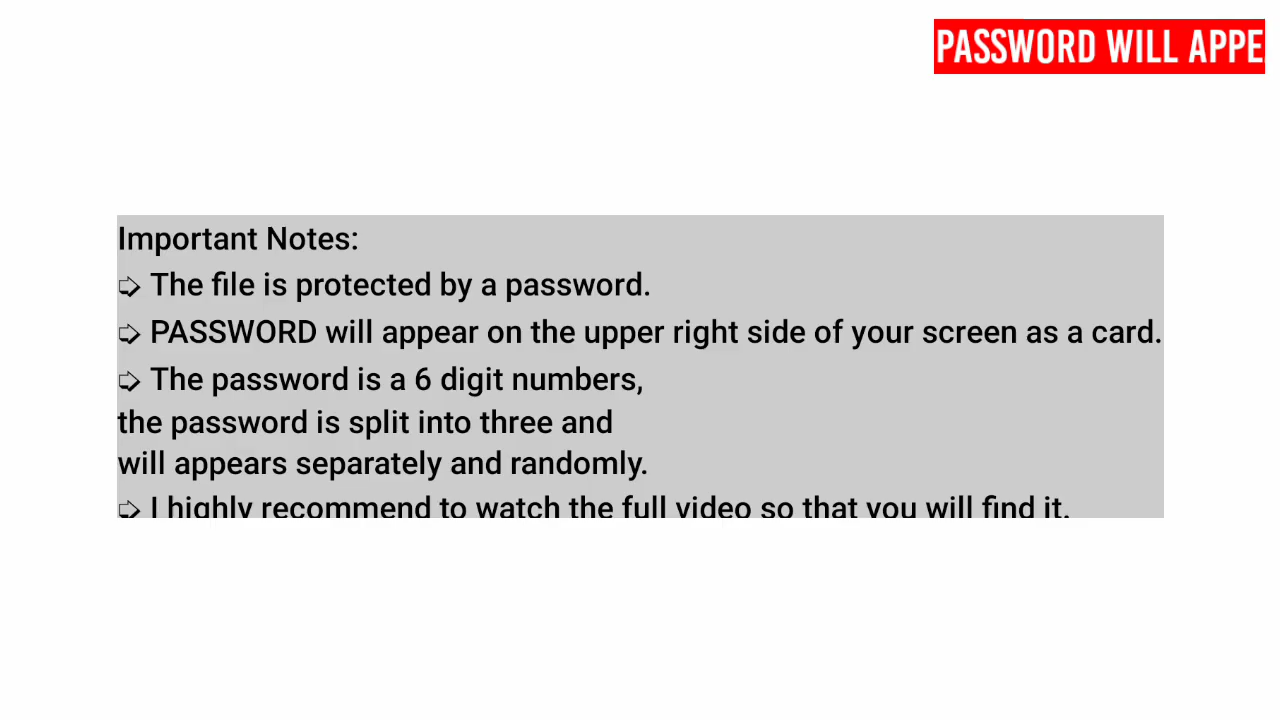 PASSWORD WILL APPE
Important Notes:
➩ The file is protected by a password.
➩ PASSWORD will appear on the upper right side of your screen as a card.
➩ The password is a 6 digit numbers,
the password is split into three and
will appears separately and randomly.
➩ I highly recommend to watch the full video so that you will find it.